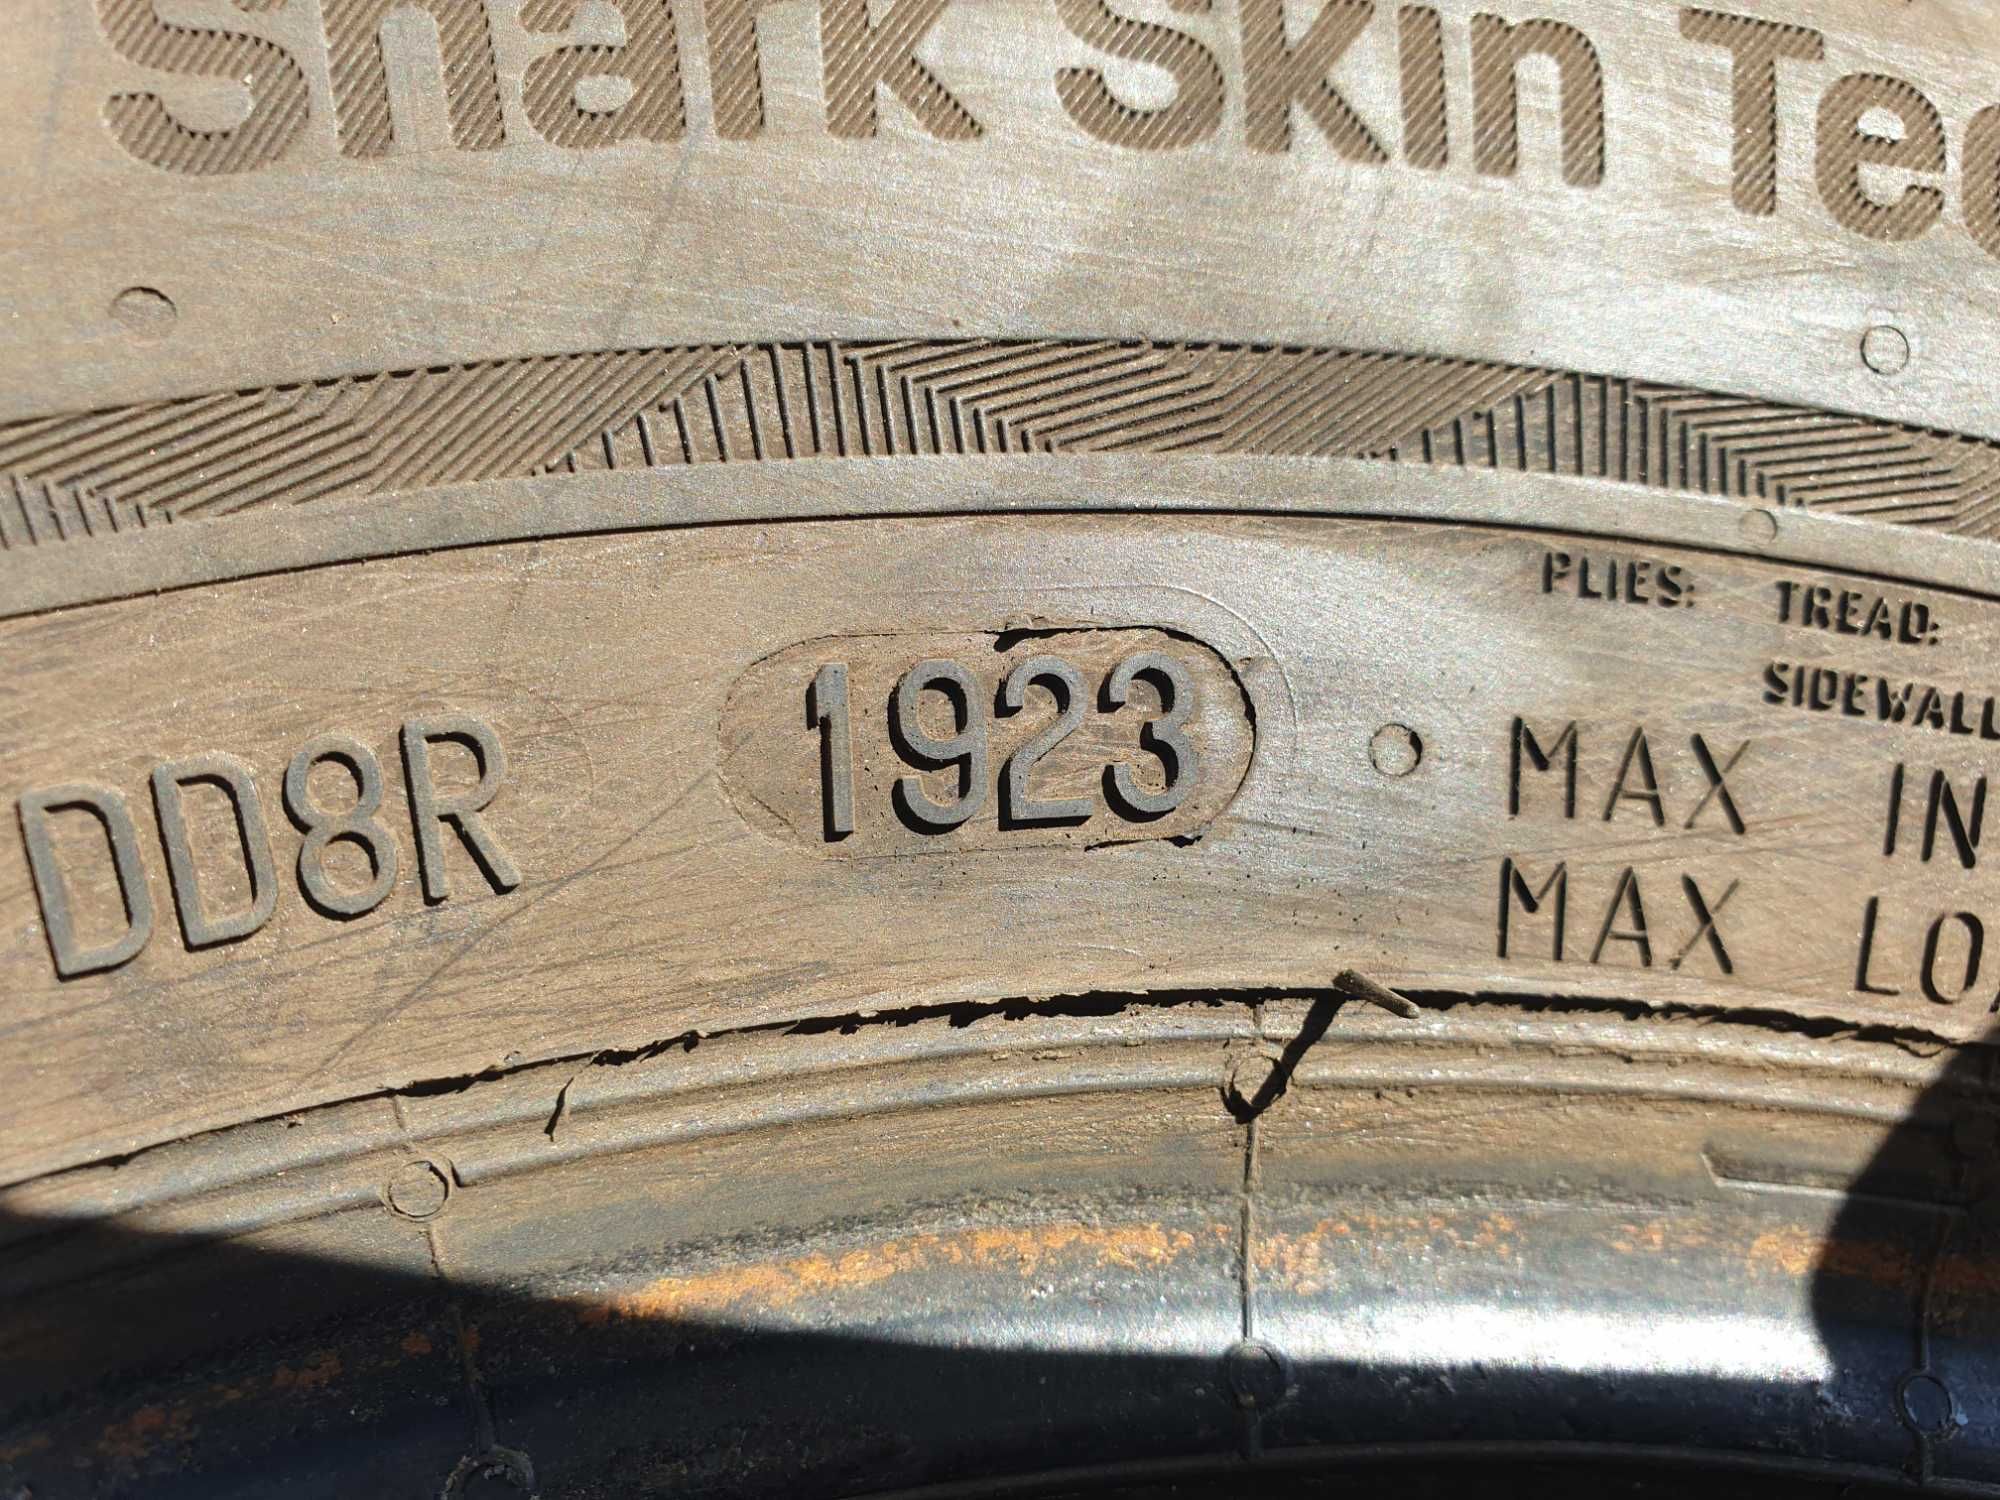 Shark Skin
PLIES: TREAD:
SIDEWALL
DD8R 1923
MAX
MAX